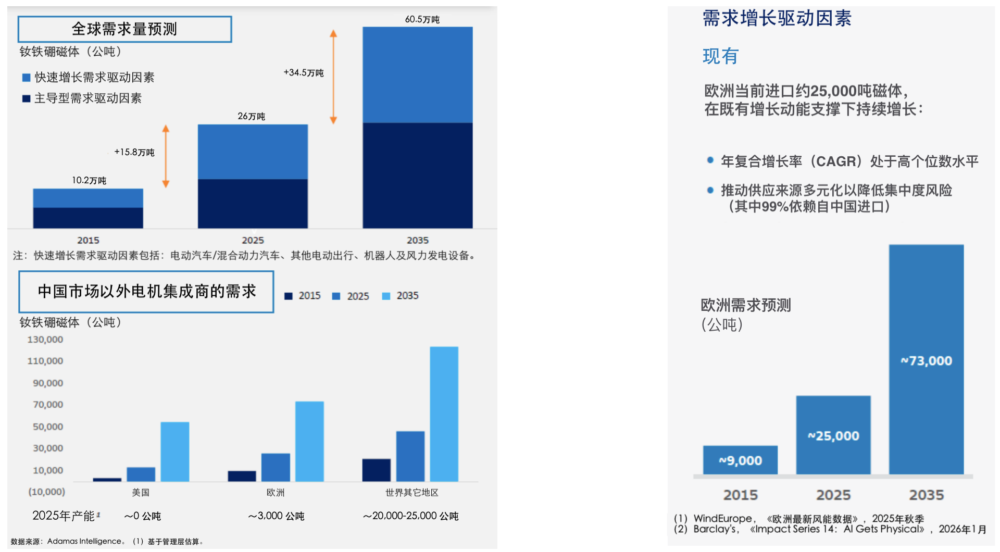 全球需求量预测
钕铁硼磁体（公吨）
快速增长需求驱动因素
主导型需求驱动因素
10.2万吨
+15.8万吨
26万吨
+34.5万吨
60.5万吨
2015
2025
2035
注：快速增长需求驱动因素包括：电动汽车/混合动力汽车、其他电动出行、机器人及风力发电设备。
中国市场以外电机集成商的需求
2015
2025
2035
钕铁硼磁体（公吨）
130,000
110,000
90,000
70,000
50,000
30,000
10,000
(10,000)
美国
欧洲
世界其它地区
2025年产能1
～0 公吨
～3,000 公吨
～20,000-25,000 公吨
数据来源：Adamas Intelligence。（1）基于管理层估算。
需求增长驱动因素
现有
欧洲当前进口约25,000吨磁体，
在既有增长动能支撑下持续增长：
年复合增长率（CAGR）处于高个位数水平
推动供应来源多元化以降低集中度风险
（其中99%依赖自中国进口）
欧洲需求预测
（公吨）
~9,000
~25,000
~73,000
2015
2025
2035
(1) WindEurope，《欧洲最新风能数据》，2025年秋季
(2) Barclay's，《Impact Series 14：AI Gets Physical》，2026年1月